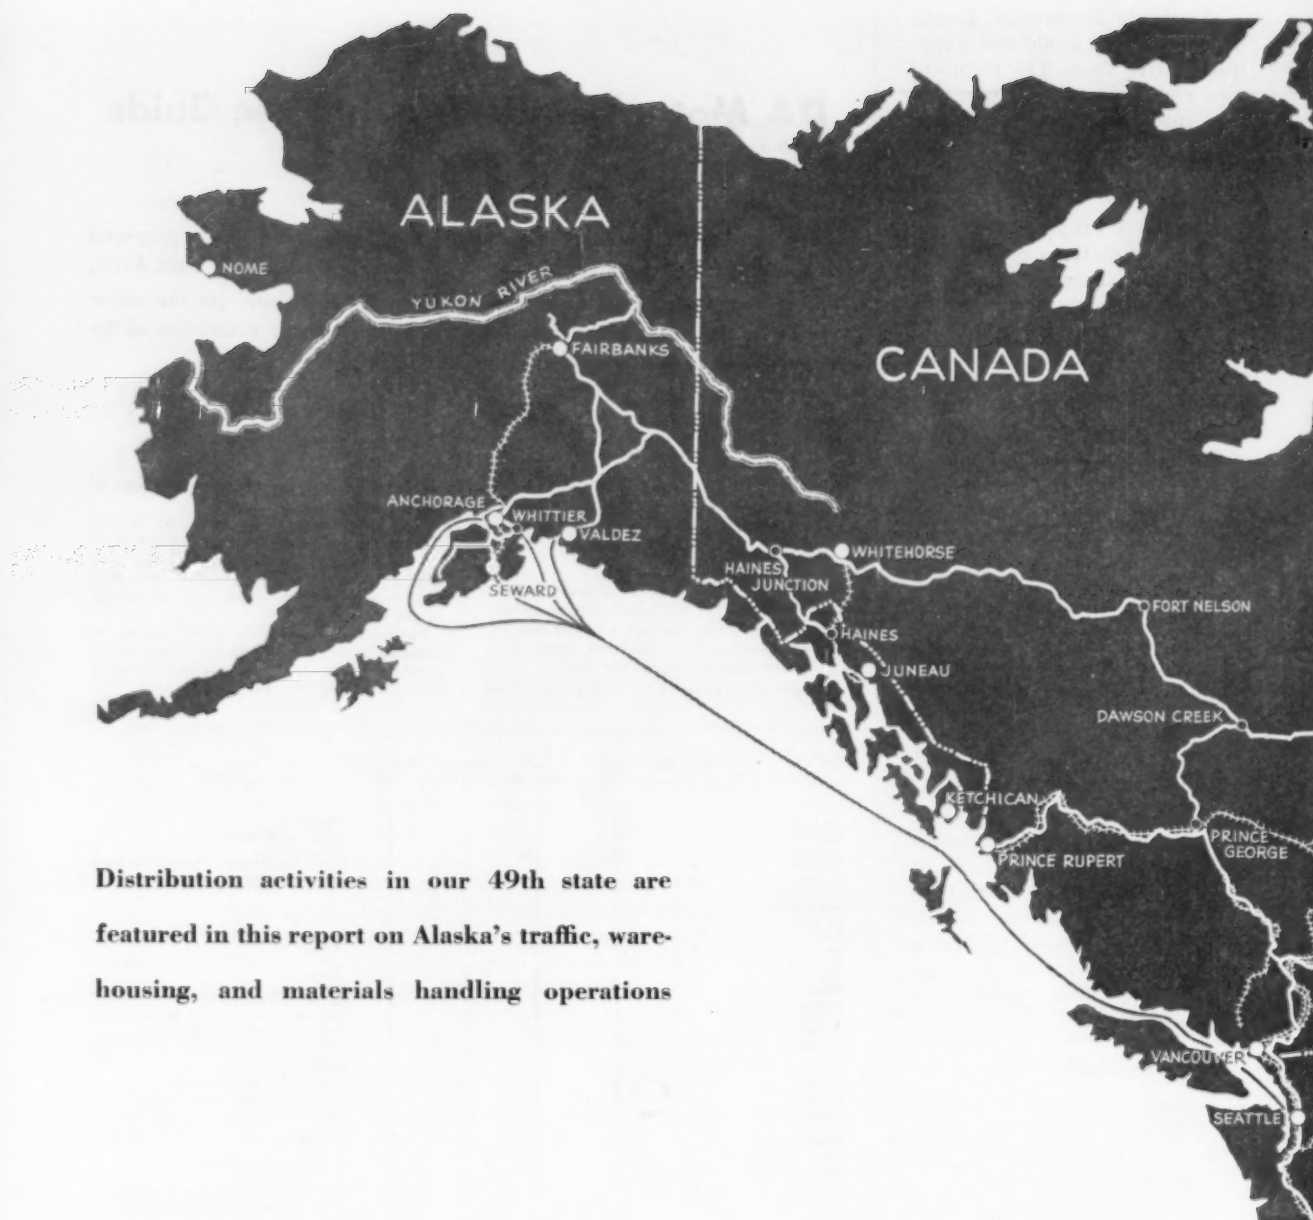 ALASKA
NOME
YUKON RIVER
FAIRBANKS
CANADA
ANCHORAGE
WHITTIER
VALDEZ
SEWARD
WHITEHORSE
HAINES
JUNCTION
FORT NELSON
HAINES
JUNEAU
DAWSON CREEK
KETCHICAN
PRINCE
GEORGE
PRINCE RUPERT
Distribution activities in our 49th state are
featured in this report on Alaska's traffic, ware-
housing, and materials handling operations
VANCOUVER
SEATTLE